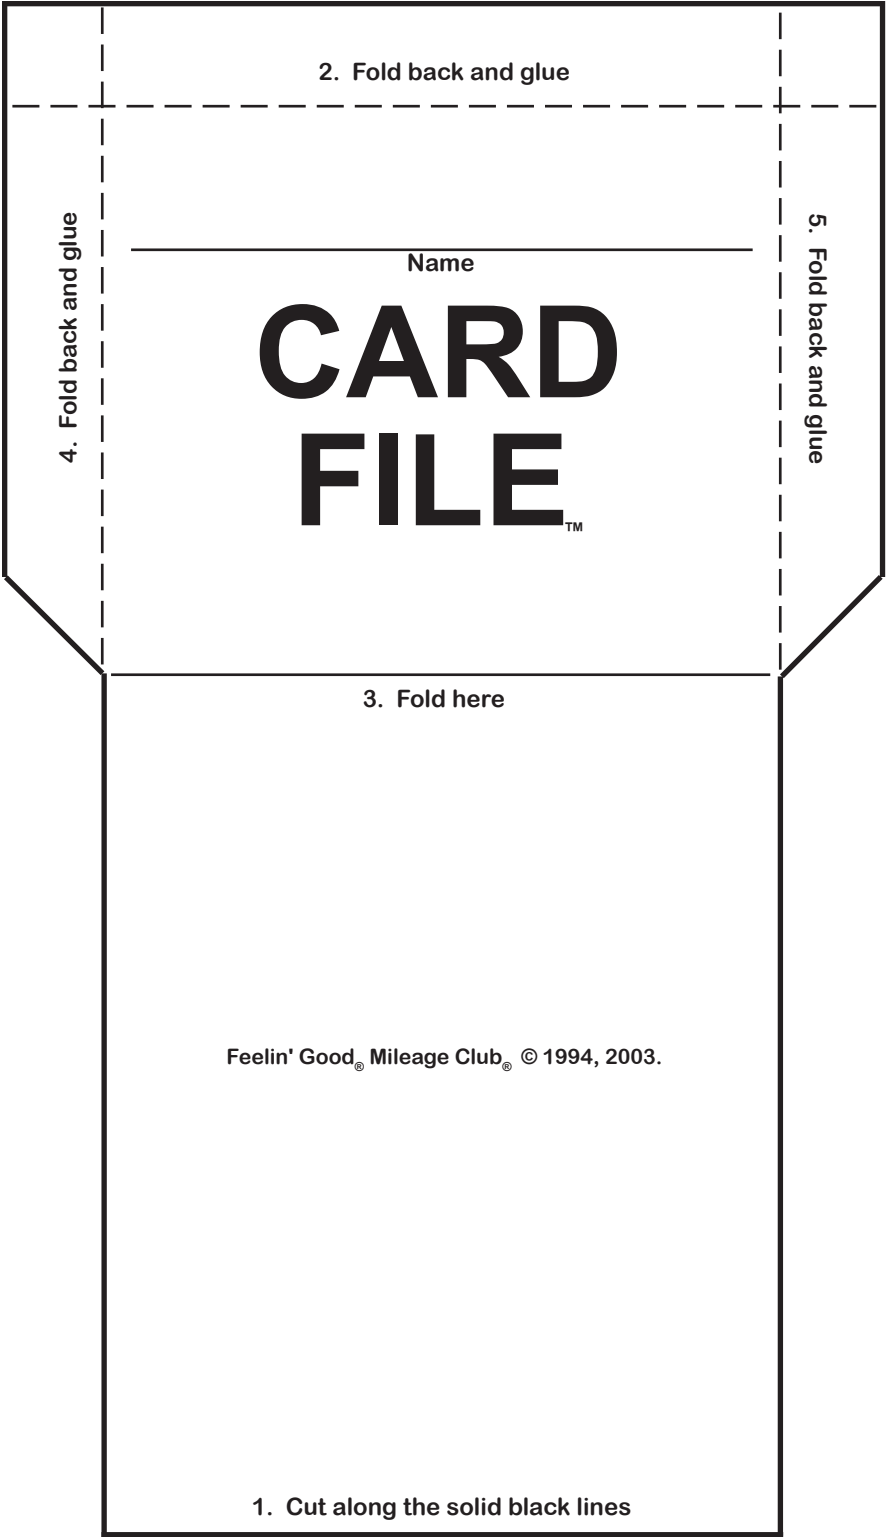 2.  Fold back and glue
4.  Fold back and glue
5.  Fold back and glue
Name
CARD
FILE™
3.  Fold here
Feelin' Good® Mileage Club® © 1994, 2003.
1.  Cut along the solid black lines